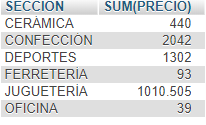 SECCION SUM(PRECIO)
CERÁMICA 440
CONFECCIÓN 2042
DEPORTES 1302
FERRETERÍA 93
JUGUETERÍA 1010.505
OFICINA 39